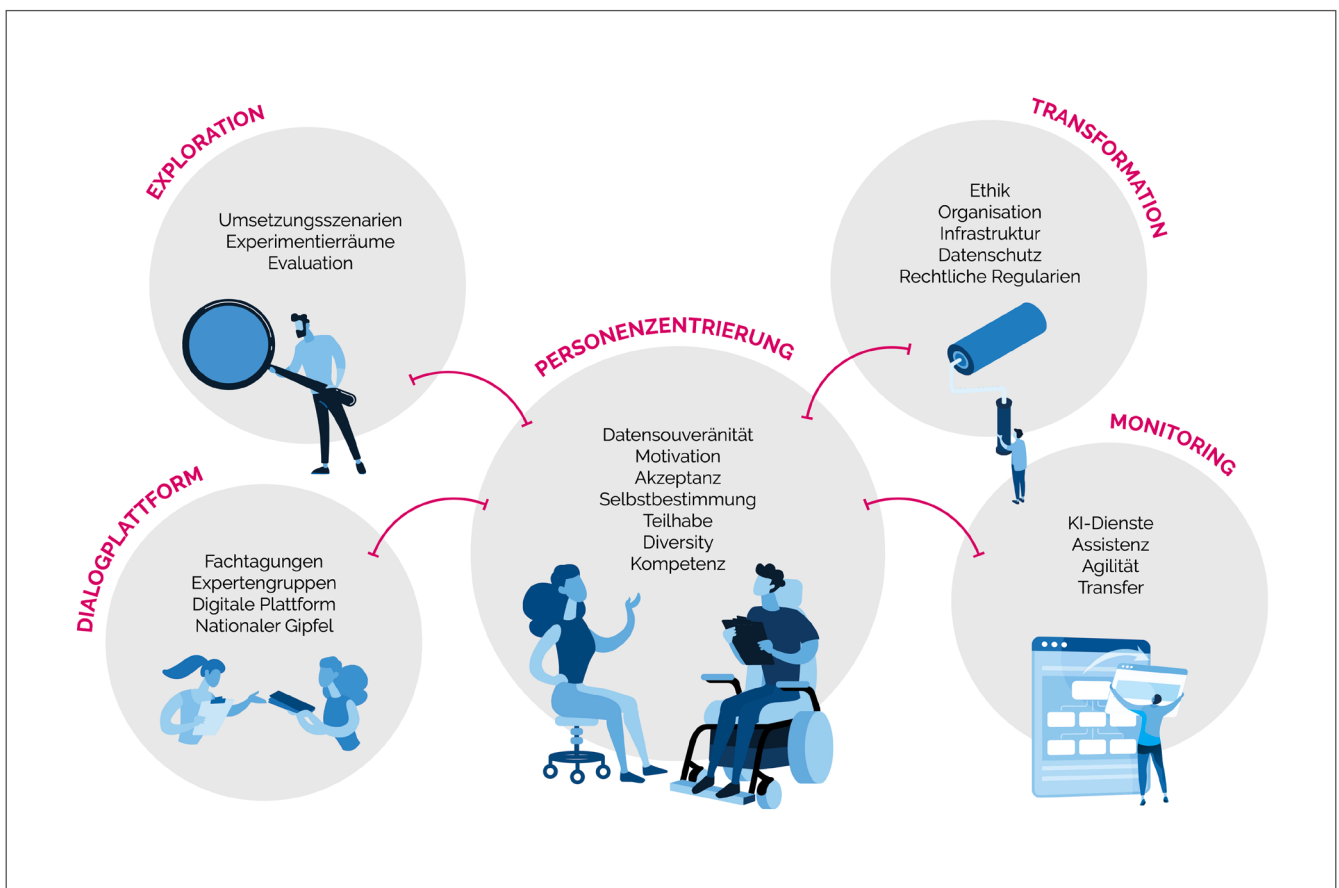 EXPLORATION
Umsetzungsszenarien
Experimentierräume
Evaluation
TRANSFORMATION
Ethik
Organisation
Infrastruktur
Datenschutz
Rechtliche Regularien
PERSONENZENTRIERUNG
Datensouveränität
Motivation
Akzeptanz
Selbstbestimmung
Teilhabe
Diversity
Kompetenz
DIALOGPLATTFORM
Fachtagungen
Expertengruppen
Digitale Plattform
Nationaler Gipfel
MONITORING
KI-Dienste
Assistenz
Agilität
Transfer